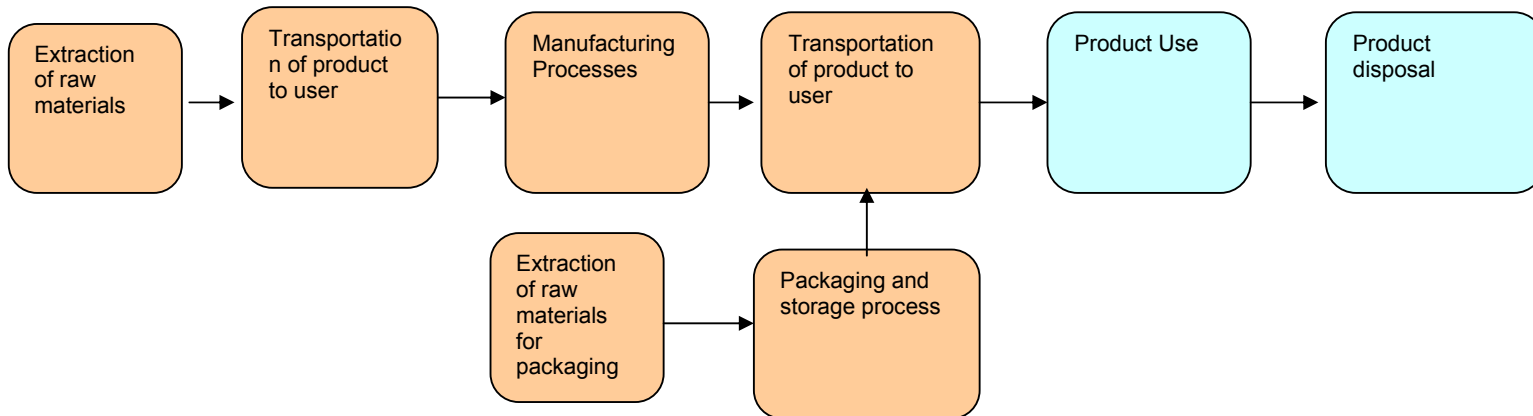 Extraction
of raw
materials
Transportatio
n of product
to user
Manufacturing
Processes
Transportation
of product to
user
Product Use
Product
disposal
Extraction
of raw
materials
for
packaging
Packaging and
storage process